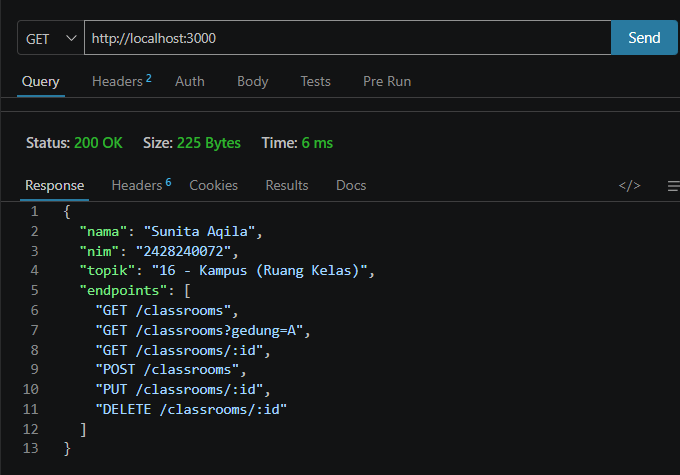 GET http://localhost:3000 Send
Query Headers 2 Auth Body Tests Pre Run
Status: 200 OK Size: 225 Bytes Time: 6 ms
Response Headers 6 Cookies Results Docs </>
1 {
2 "nama": "Sunita Aqila",
3 "nim": "2428240072",
4 "topik": "16 - Kampus (Ruang Kelas)",
5 "endpoints": [
6 "GET /classrooms",
7 "GET /classrooms?gedung=A",
8 "GET /classrooms/:id",
9 "POST /classrooms",
10 "PUT /classrooms/:id",
11 "DELETE /classrooms/:id"
12 ]
13 }